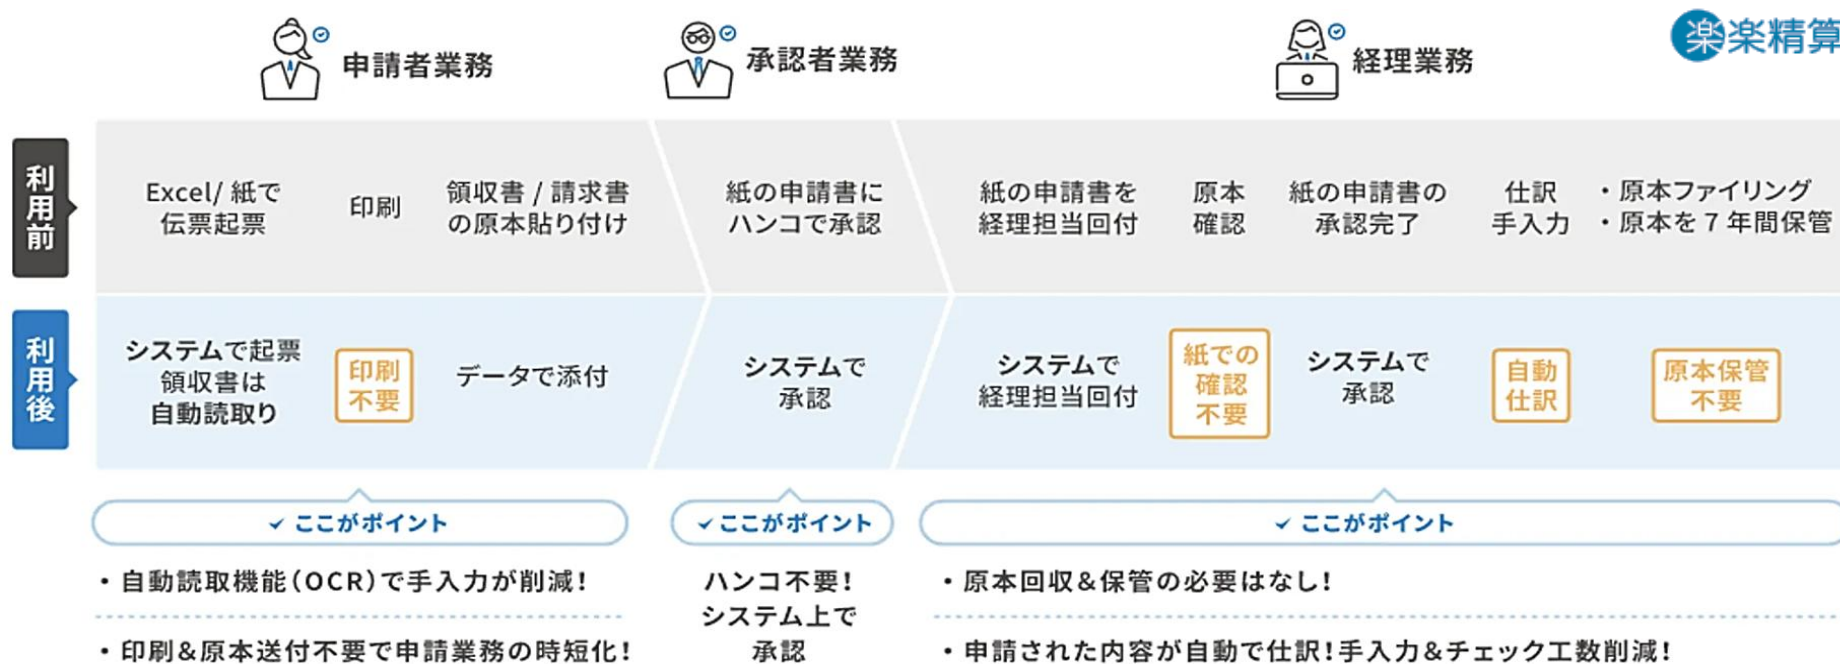 申請者業務
承認者業務
経理業務
楽楽精算
利用前
Excel/ 紙で
伝票起票
印刷
領収書 / 請求書
の原本貼り付け
紙の申請書に
ハンコで承認
紙の申請書を
経理担当回付
原本
確認
紙の申請書の
承認完了
仕訳
手入力
・原本ファイリング
・原本を 7 年間保管
利用後
システムで起票
領収書は
自動読取り
印刷
不要
データで添付
システムで
承認
システムで
経理担当回付
紙での
確認
不要
システムで
承認
自動
仕訳
原本保管
不要
ここがポイント
・自動読取機能(OCR)で手入力が削減!
・印刷&原本送付不要で申請業務の時短化!
ここがポイント
ハンコ不要!
システム上で
承認
ここがポイント
・原本回収&保管の必要はなし!
・申請された内容が自動で仕訳!手入力&チェック工数削減!